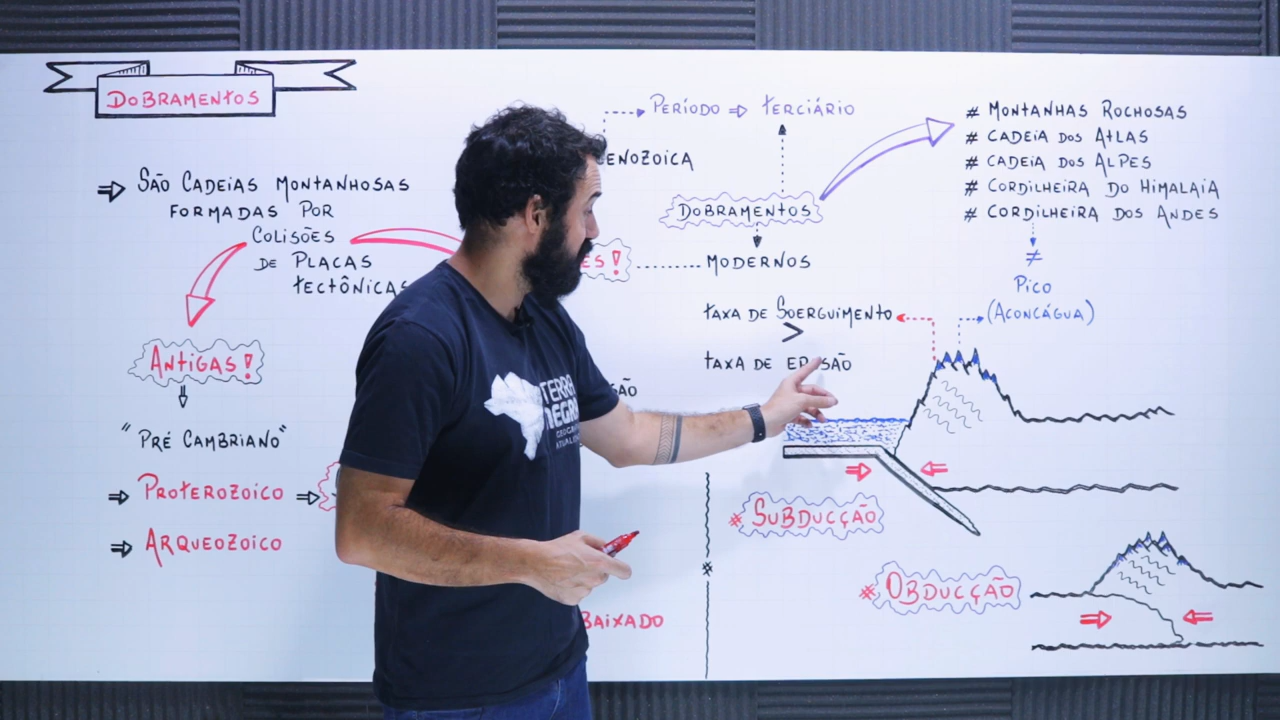 DOBRAMENTOS
⇒ SÃO CADEIAS MONTANHOSAS
FORMADAS POR
COLISÕES
DE PLACAS
TECTÔNICAS
ANTIGAS!
"PRÉ CAMBRIANO"
⇒ PROTEROZOICO ⇒
⇒ ARQUEOZOICO
PERÍODO ⇒ TERCIÁRIO
ENOZOICA
DOBRAMENTOS
ES! MODERNOS
TAXA DE SOERGUIMENTO
>
TAXA DE EROSÃO
# MONTANHAS ROCHOSAS
# CADEIA DOS ATLAS
# CADEIA DOS ALPES
# CORDILHEIRA DO HIMALAIA
# CORDILHEIRA DOS ANDES
≠
PICO
(ACONCÁGUA)
# SUBDUCÇÃO
# OBDUCÇÃO
BAIXADO
TERRA
NEGRA